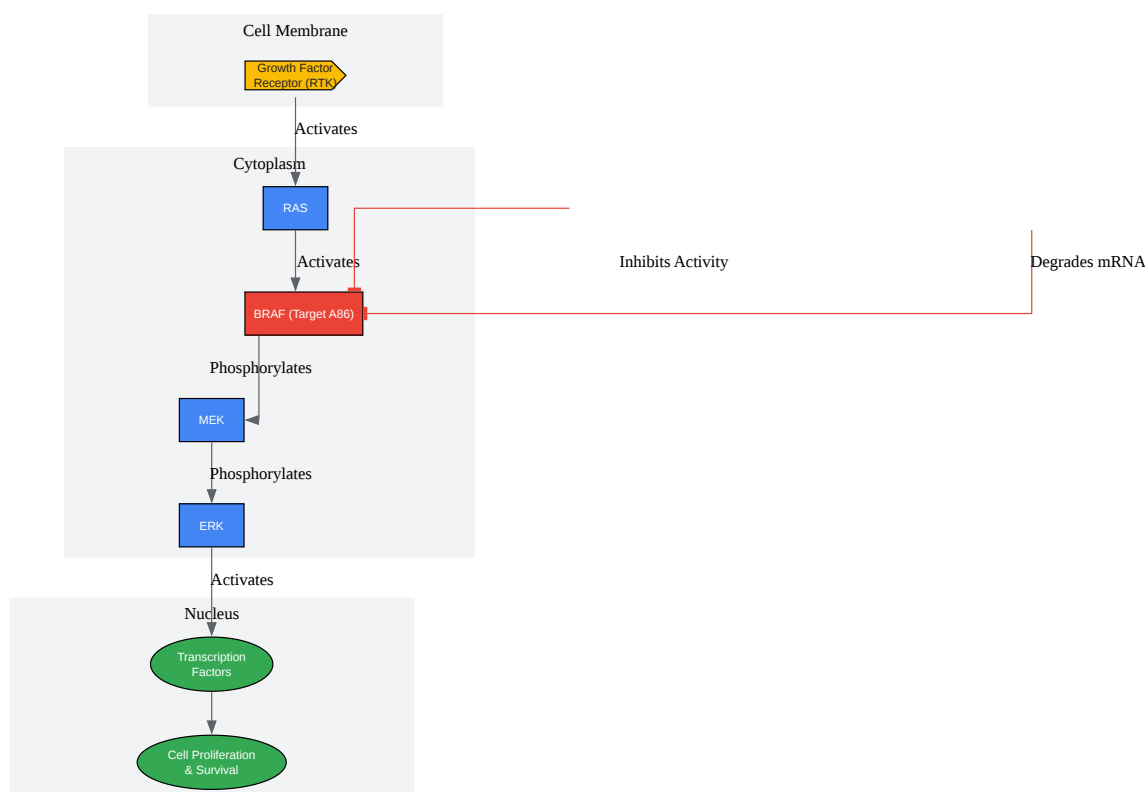 Cell Membrane
Growth Factor
Receptor (RTK)
Activates
Cytoplasm
RAS
Activates
Inhibits Activity
Degrades mRNA
BRAF (Target A86)
Phosphorylates
MEK
Phosphorylates
ERK
Activates
Nucleus
Transcription
Factors
Cell Proliferation
& Survival